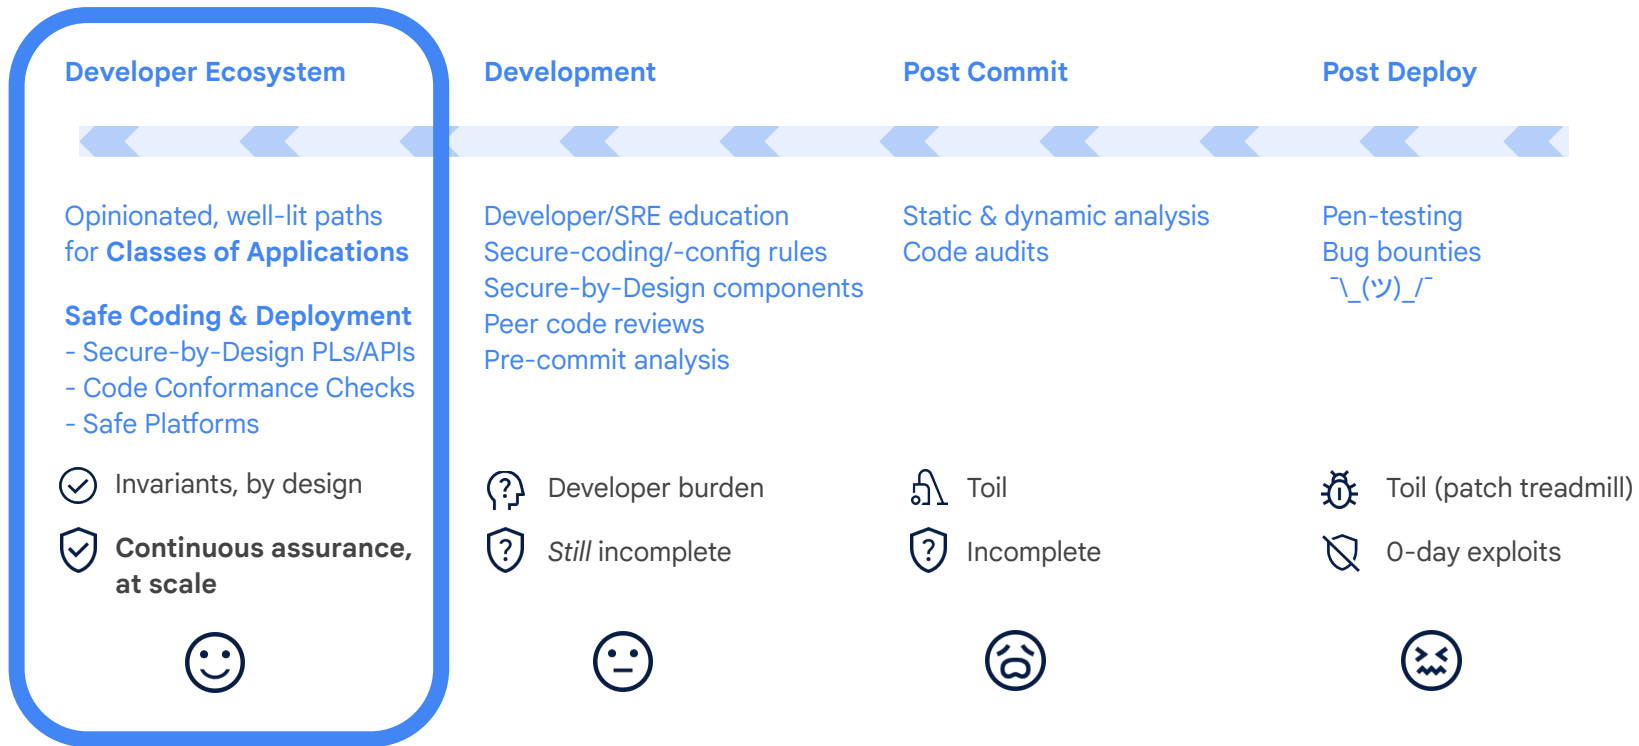 Developer Ecosystem
Opinionated, well-lit paths
for Classes of Applications
Safe Coding & Deployment
- Secure-by-Design PLs/APIs
- Code Conformance Checks
- Safe Platforms
Invariants, by design
Continuous assurance,
at scale
Development
Developer/SRE education
Secure-coding/-config rules
Secure-by-Design components
Peer code reviews
Pre-commit analysis
Developer burden
Still incomplete
Post Commit
Static & dynamic analysis
Code audits
Toil
Incomplete
Post Deploy
Pen-testing
Bug bounties
¯\_(ツ)_/¯
Toil (patch treadmill)
0-day exploits